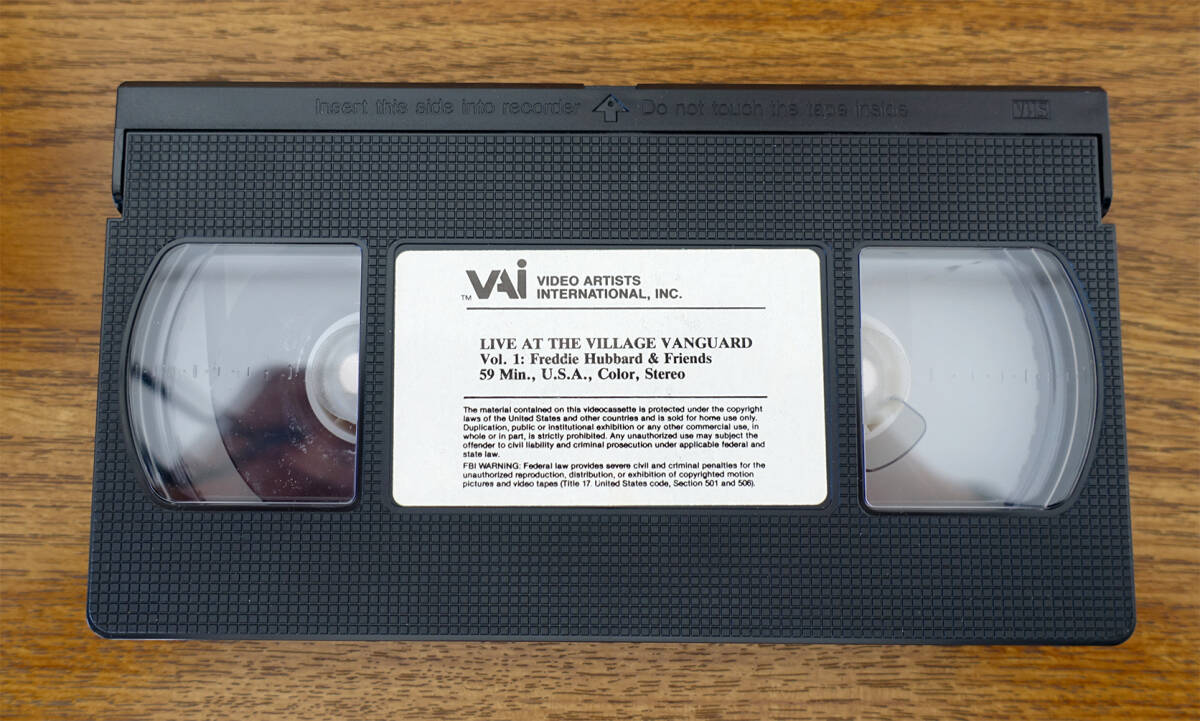 Insert this side into recorder Do not touch the tape inside VHS
VAI VIDEO ARTISTS
TM INTERNATIONAL, INC.
LIVE AT THE VILLAGE VANGUARD
Vol. 1: Freddie Hubbard & Friends
59 Min., U.S.A., Color, Stereo
The material contained on this videocassette is protected under the copyright
laws of the United States and other countries and is sold for home use only.
Duplication, public or institutional exhibition or any other commercial use, in
whole or in part, is strictly prohibited. Any unauthorized use may subject the
offender to civil liability and criminal prosecution under applicable federal and
state law.
FBI WARNING: Federal law provides severe civil and criminal penalties for the
unauthorized reproduction, distribution, or exhibition of copyrighted motion
pictures and video tapes (Title 17. United States code, Section 501 and 506).